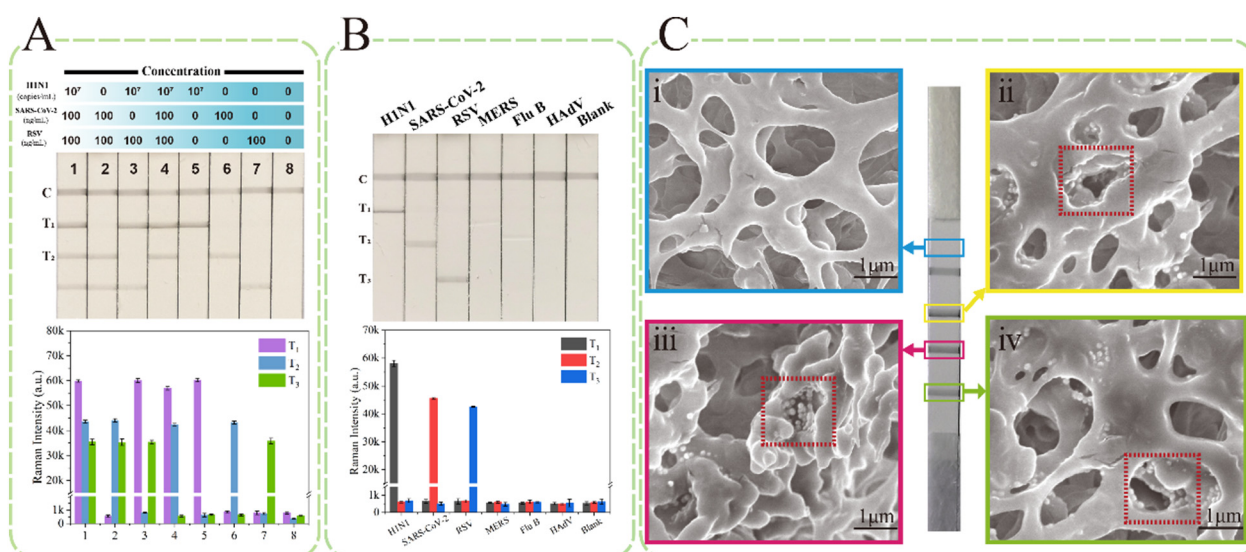 A
Concentration
H1N1
(copies/mL)
10⁷ 0 10⁷ 10⁷ 10⁷ 0 0 0
SARS-CoV-2
(ng/mL)
100 100 0 100 0 100 0 0
RSV
(ng/mL)
100 100 100 100 0 0 100 0
1 2 3 4 5 6 7 8
C
T₁
T₂
80k
70k
60k
50k
40k
30k
20k
1k
0
Raman Intensity (a.u.)
T₁
T₂
T₃
1 2 3 4 5 6 7 8
B
H1N1
SARS-CoV-2
RSV
MERS
Flu B
HAdV
Blank
C
T₁
T₂
T₃
70k
60k
50k
40k
30k
20k
10k
1k
0
Raman Intensity (a.u.)
T₁
T₂
T₃
H1N1
SARS-CoV-2
RSV
MERS
Flu B
HAdV
Blank
C
i
1μm
ii
1μm
iii
1μm
iv
1μm